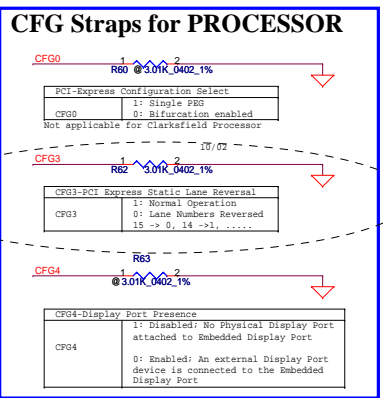 CFG Straps for PROCESSOR
CFG0
1 2
R60 @3.01K_0402_1%
PCI-Express Configuration Select
CFG0
1: Single PEG
0: Bifurcation enabled
Not applicable for Clarksfield Processor
10/02
CFG3
1 2
R62 3.01K_0402_1%
CFG3-PCI Express Static Lane Reversal
CFG3
1: Normal Operation
0: Lane Numbers Reversed
15 -> 0, 14 ->1, .....
R63
CFG4
1 2
@3.01K_0402_1%
CFG4-Display Port Presence
CFG4
1: Disabled; No Physical Display Port
attached to Embedded Display Port
0: Enabled; An external Display Port
device is connected to the Embedded
Display Port